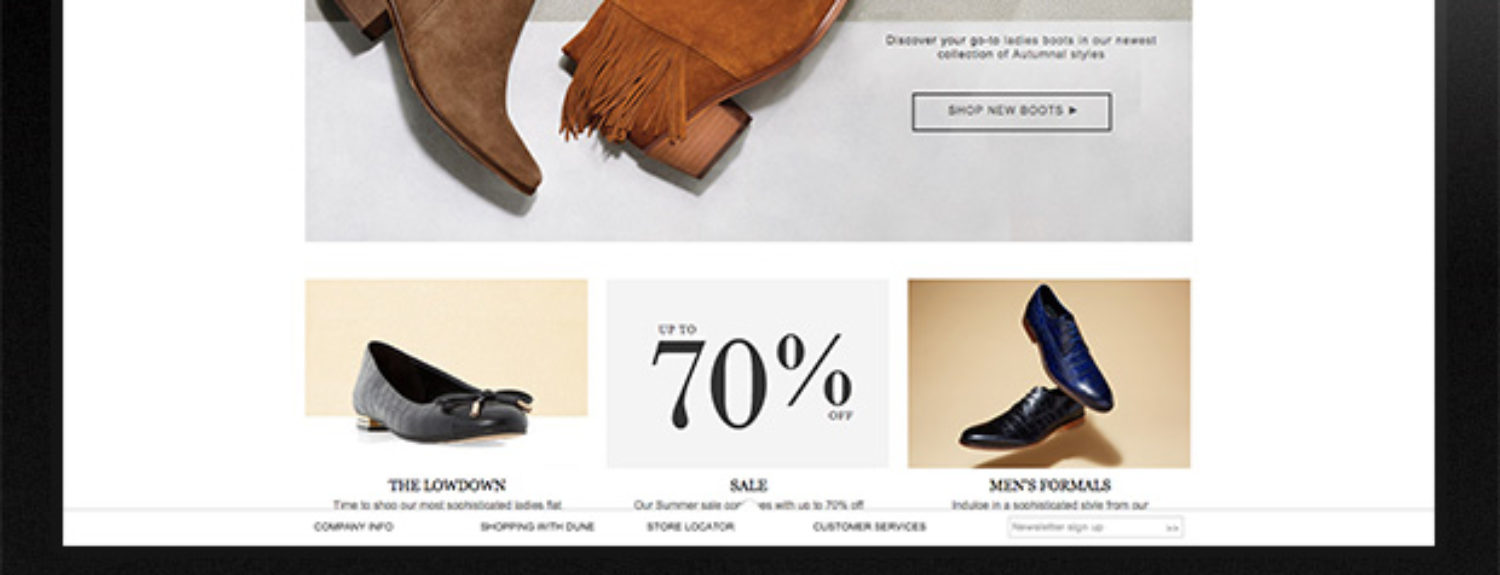 Discover your go-to ladies boots in our newest
collection of Autumnal styles
SHOP NEW BOOTS ►
UP TO
70%
OFF
THE LOWDOWN
SALE
MEN'S FORMALS
Time to shop our most sophisticated ladies flat
Our Summer sale continues with up to 70% off
Indulge in a sophisticated style from our
COMPANY INFO
SHOPPING WITH DUNE
STORE LOCATOR
CUSTOMER SERVICES
Newsletter sign up >>